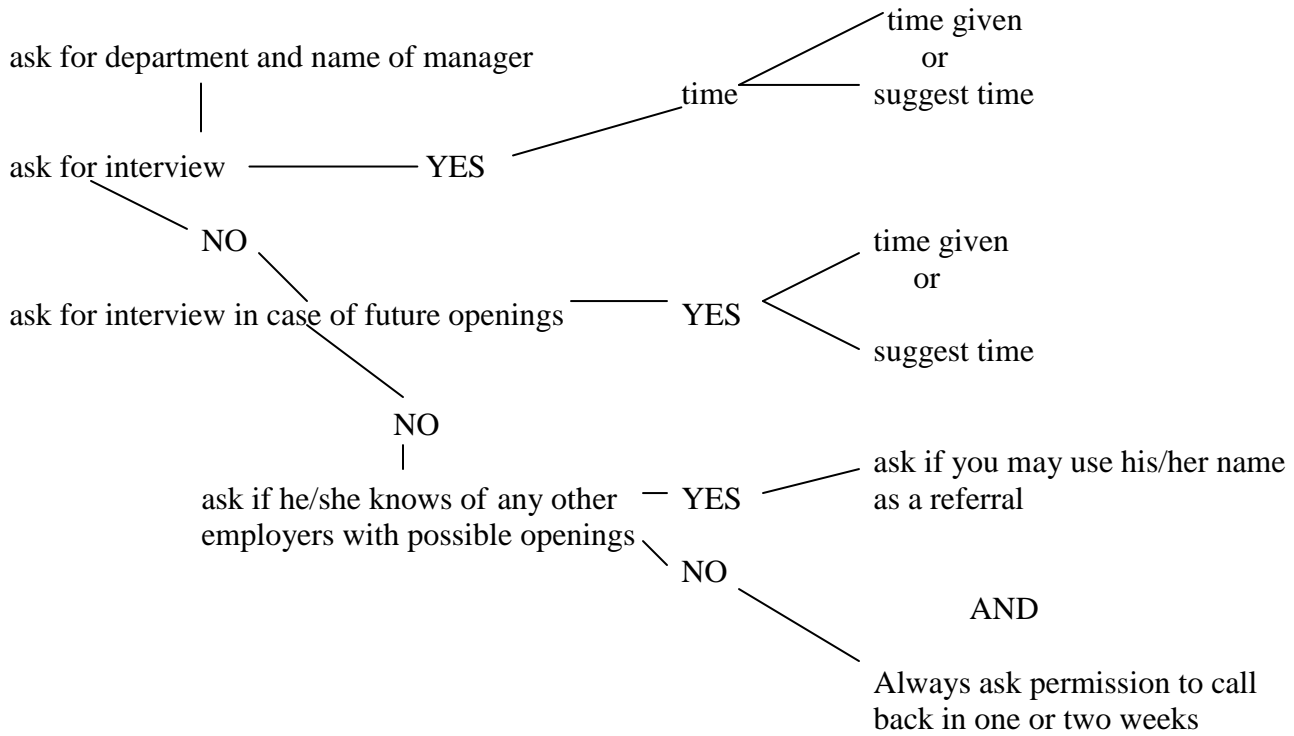 time given
ask for department and name of manager
or
time
suggest time
ask for interview
YES
NO
time given
or
ask for interview in case of future openings
YES
suggest time
NO
ask if he/she knows of any other
employers with possible openings
YES
ask if you may use his/her name
as a referral
NO
AND
Always ask permission to call
back in one or two weeks